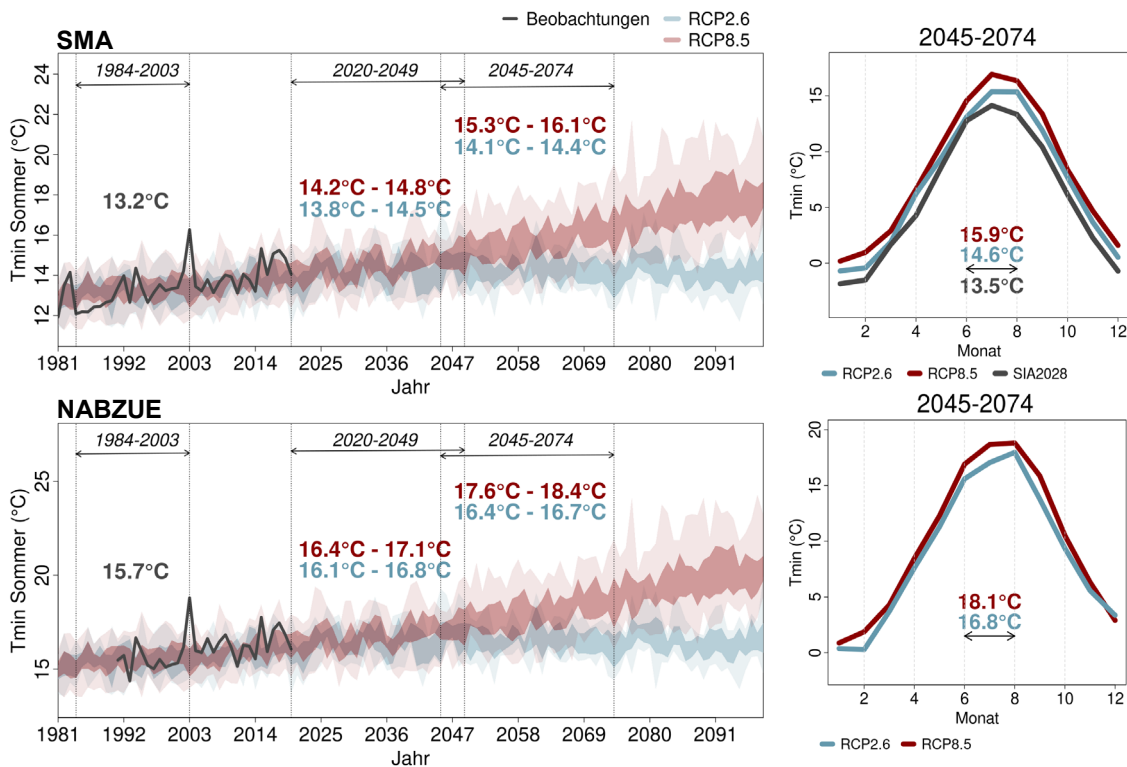 Beobachtungen RCP2.6
RCP8.5
SMA
1984-2003 2020-2049 2045-2074
15.3°C - 16.1°C
14.1°C - 14.4°C
14.2°C - 14.8°C
13.8°C - 14.5°C
13.2°C
Tmin Sommer (°C)
24
22
20
18
16
14
12
1981 1992 2003 2014 2025 2036 2047 2058 2069 2080 2091
Jahr
2045-2074
Tmin (°C)
15
10
5
0
15.9°C
14.6°C
13.5°C
2 4 6 8 10 12
Monat
RCP2.6 RCP8.5 SIA2028
NABZUE
1984-2003 2020-2049 2045-2074
17.6°C - 18.4°C
16.4°C - 16.7°C
16.4°C - 17.1°C
16.1°C - 16.8°C
15.7°C
Tmin Sommer (°C)
25
20
15
1981 1992 2003 2014 2025 2036 2047 2058 2069 2080 2091
Jahr
2045-2074
Tmin (°C)
20
15
10
5
0
18.1°C
16.8°C
2 4 6 8 10 12
Monat
RCP2.6 RCP8.5